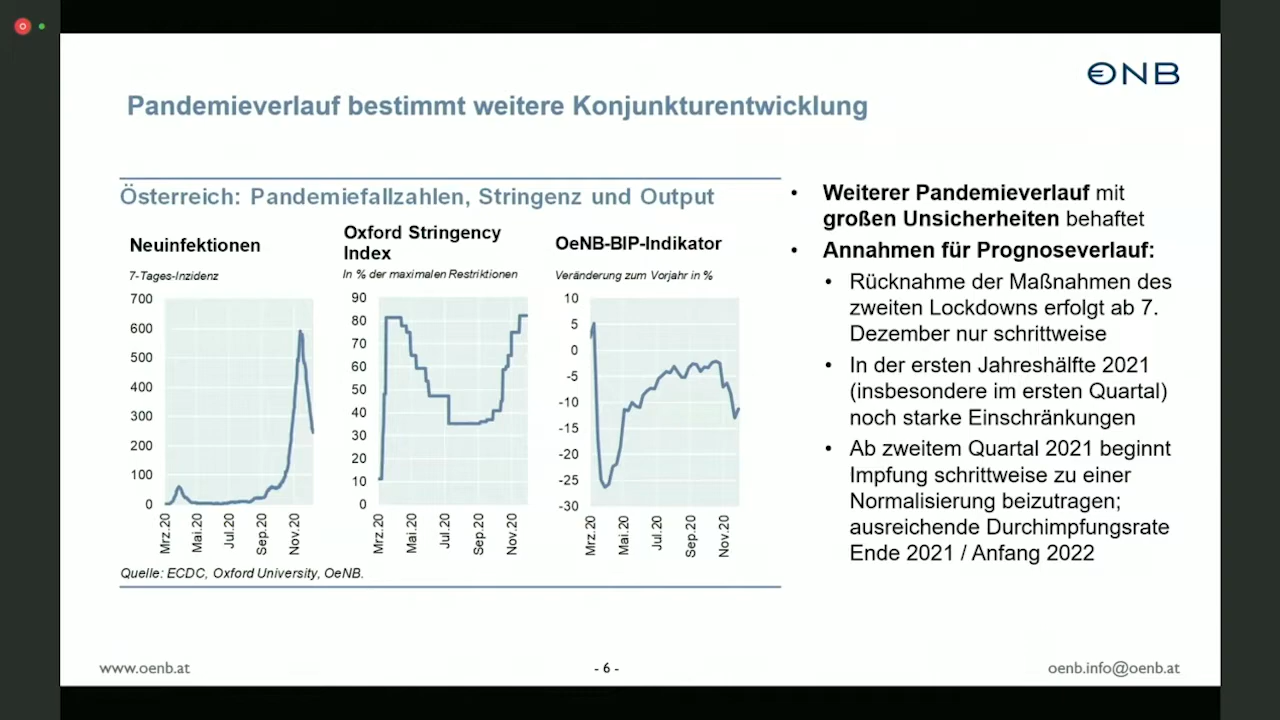 ONB
Pandemieverlauf bestimmt weitere Konjunkturentwicklung
Österreich: Pandemiefallzahlen, Stringenz und Output
Neuinfektionen
7-Tages-Inzidenz
700
600
500
400
300
200
100
0
Mrz.20
Mai.20
Jul.20
Sep.20
Nov.20
Oxford Stringency
Index
In % der maximalen Restriktionen
90
80
70
60
50
40
30
20
10
0
Mrz.20
Mai.20
Jul.20
Sep.20
Nov.20
OeNB-BIP-Indikator
Veränderung zum Vorjahr in %
10
5
0
-5
-10
-15
-20
-25
-30
Mrz.20
Mai.20
Jul.20
Sep.20
Nov.20
Quelle: ECDC, Oxford University, OeNB.
• Weiterer Pandemieverlauf mit
großen Unsicherheiten behaftet
• Annahmen für Prognoseverlauf:
• Rücknahme der Maßnahmen des
zweiten Lockdowns erfolgt ab 7.
Dezember nur schrittweise
• In der ersten Jahreshälfte 2021
(insbesondere im ersten Quartal)
noch starke Einschränkungen
• Ab zweitem Quartal 2021 beginnt
Impfung schrittweise zu einer
Normalisierung beizutragen;
ausreichende Durchimpfungsrate
Ende 2021 / Anfang 2022
www.oenb.at
- 6 -
oenb.info@oenb.at